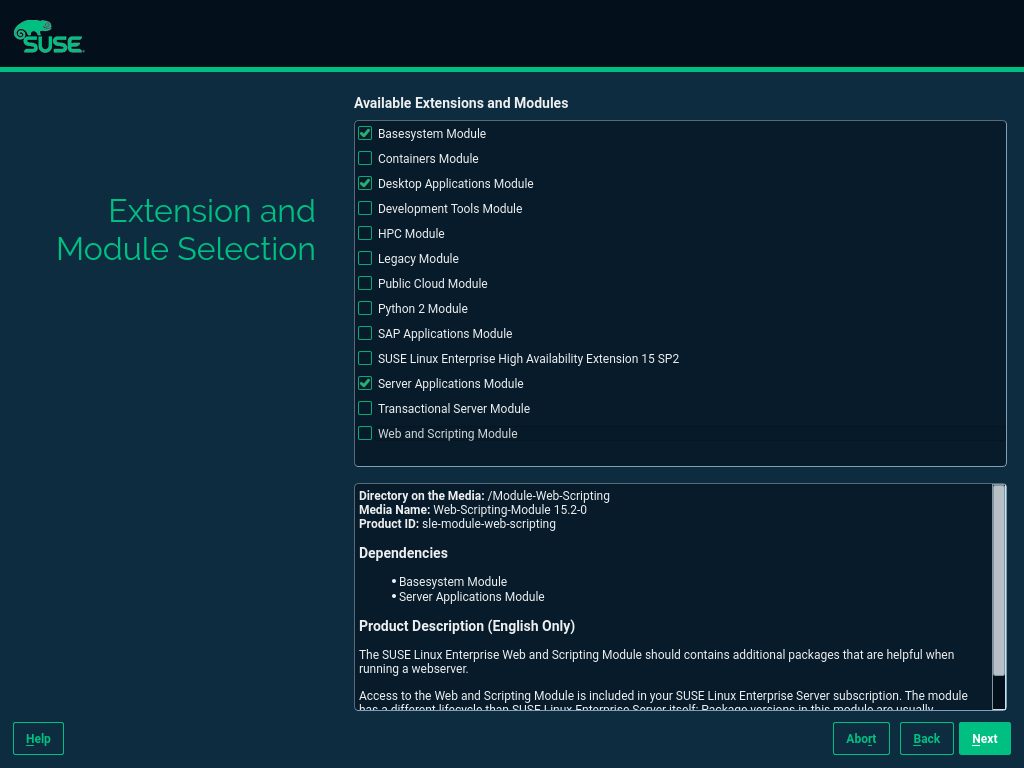 SUSE
Available Extensions and Modules
Basesystem Module
Containers Module
Desktop Applications Module
Development Tools Module
HPC Module
Legacy Module
Public Cloud Module
Python 2 Module
SAP Applications Module
SUSE Linux Enterprise High Availability Extension 15 SP2
Server Applications Module
Transactional Server Module
Web and Scripting Module
Extension and
Module Selection
Directory on the Media: /Module-Web-Scripting
Media Name: Web-Scripting-Module 15.2-0
Product ID: sle-module-web-scripting
Dependencies
• Basesystem Module
• Server Applications Module
Product Description (English Only)
The SUSE Linux Enterprise Web and Scripting Module should contains additional packages that are helpful when
running a webserver.
Access to the Web and Scripting Module is included in your SUSE Linux Enterprise Server subscription. The module
has a different lifecycle than SUSE Linux Enterprise Server itself: Package versions in this module are usually
Help
Abort
Back
Next